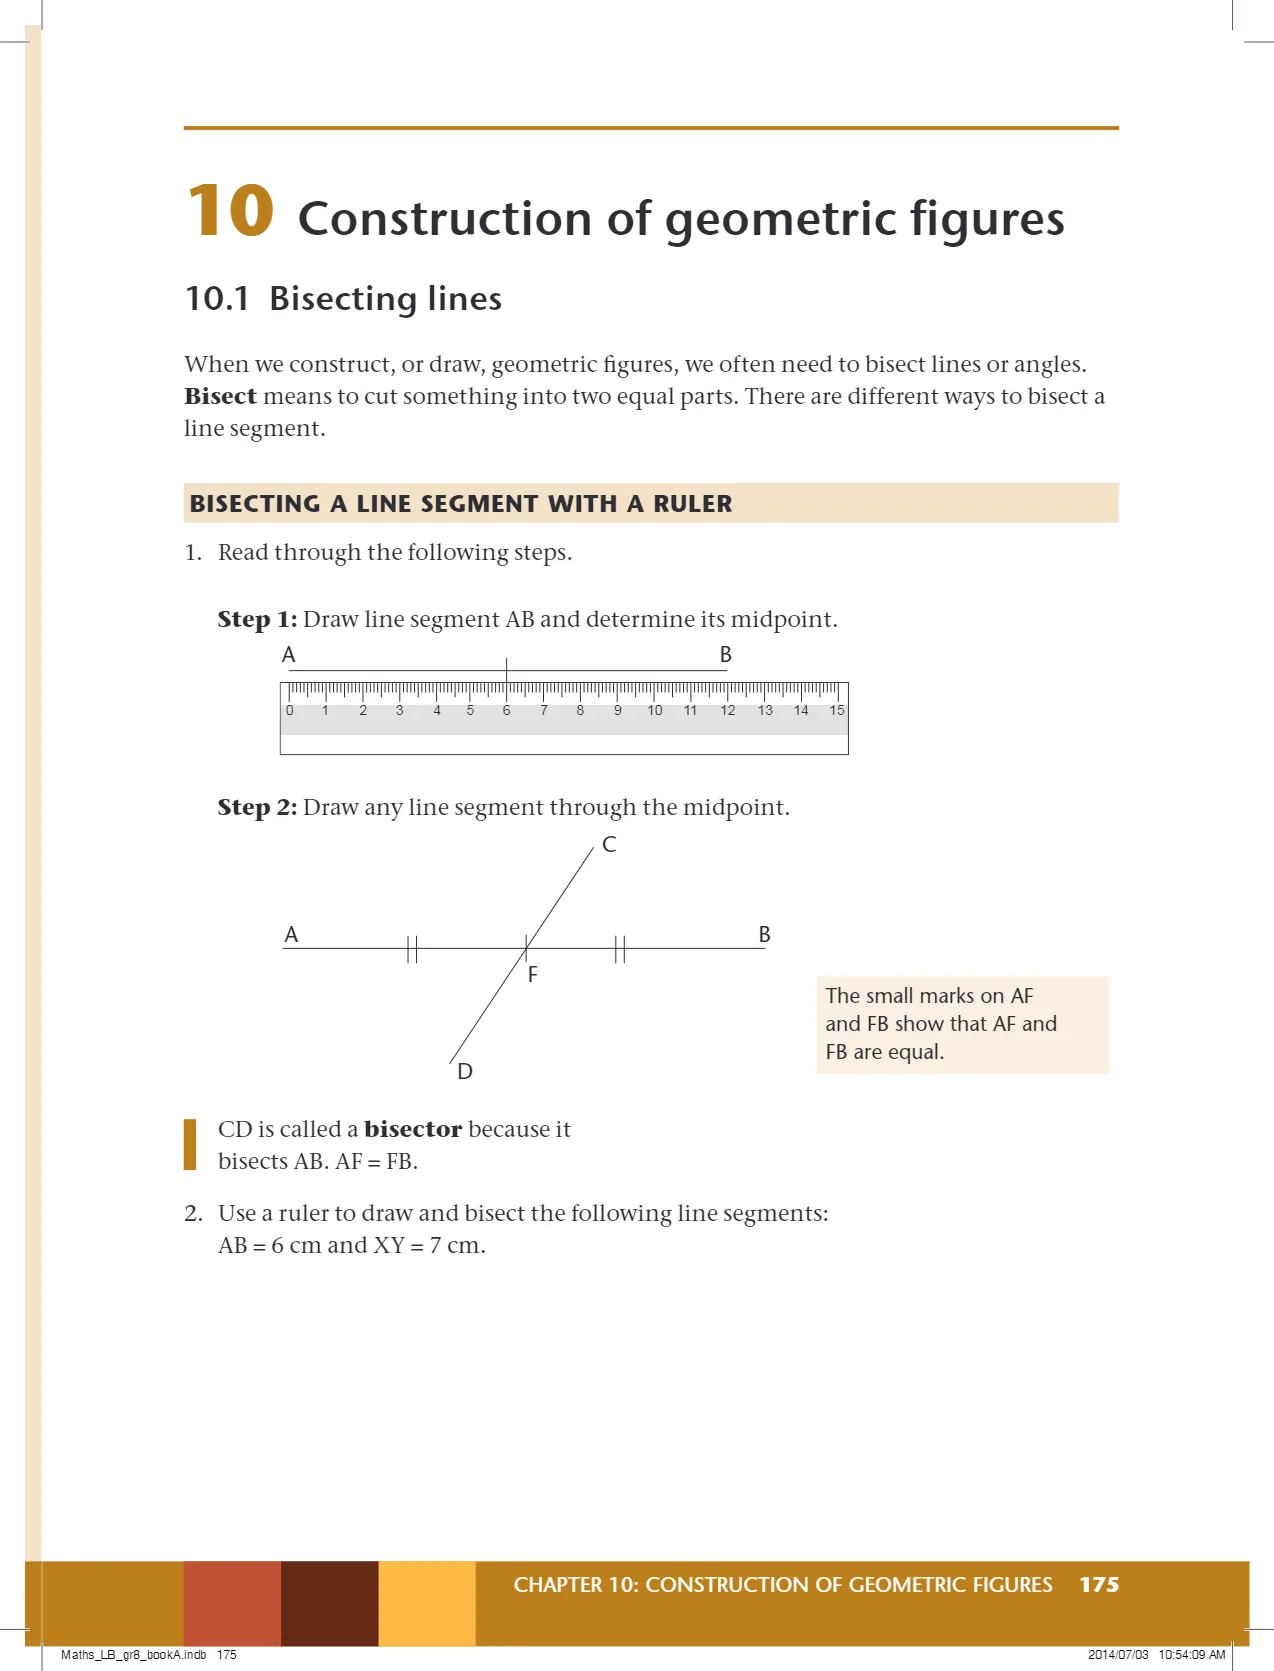 10 Construction of geometric figures
10.1 Bisecting lines
When we construct, or draw, geometric figures, we often need to bisect lines or angles.
Bisect means to cut something into two equal parts. There are different ways to bisect a
line segment.
BISECTING A LINE SEGMENT WITH A RULER
1. Read through the following steps.
Step 1: Draw line segment AB and determine its midpoint.
A B
0 1 2 3 4 5 6 7 8 9 10 11 12 13 14 15
Step 2: Draw any line segment through the midpoint.
C
A B
F
D
The small marks on AF
and FB show that AF and
FB are equal.
CD is called a bisector because it
bisects AB. AF = FB.
2. Use a ruler to draw and bisect the following line segments:
AB = 6 cm and XY = 7 cm.
CHAPTER 10: CONSTRUCTION OF GEOMETRIC FIGURES 175
Maths_LB_gr8_bookA.indb 175 2014/07/03 10:54:09 AM